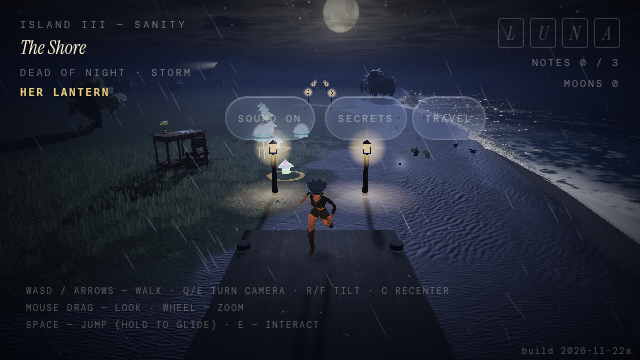 ISLAND III — SANITY
The Shore
DEAD OF NIGHT · STORM
HER LANTERN
LUNA
NOTES 0 / 3
MOONS 0
SOUND ON
SECRETS
TRAVEL
WASD / ARROWS — WALK · Q/E TURN CAMERA · R/F TILT · C RECENTER
MOUSE DRAG — LOOK · WHEEL — ZOOM
SPACE — JUMP (HOLD TO GLIDE) · E — INTERACT
build 2026-11-22a